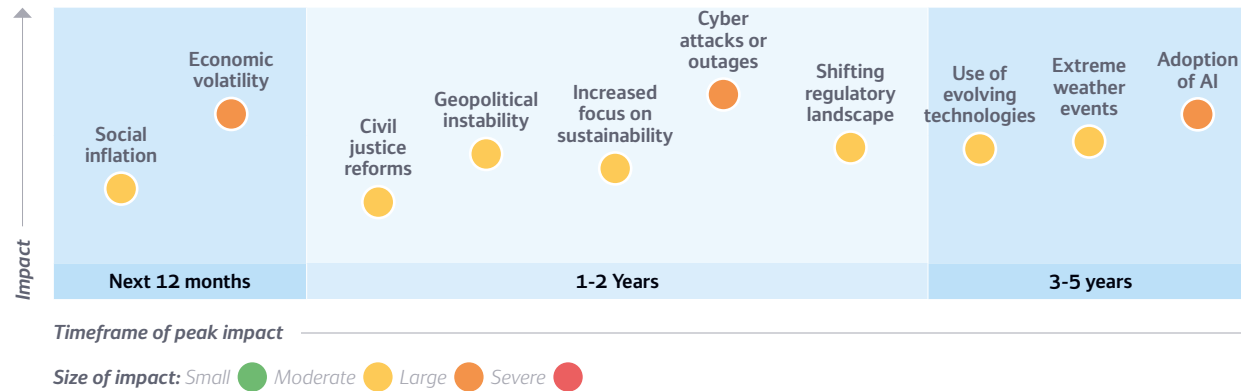 Impact
Social
inflation
Economic
volatility
Civil
justice
reforms
Geopolitical
instability
Increased
focus on
sustainability
Cyber
attacks or
outages
Shifting
regulatory
landscape
Use of
evolving
technologies
Extreme
weather
events
Adoption
of AI
Next 12 months
1-2 Years
3-5 years
Timeframe of peak impact
Size of impact: Small Moderate Large Severe